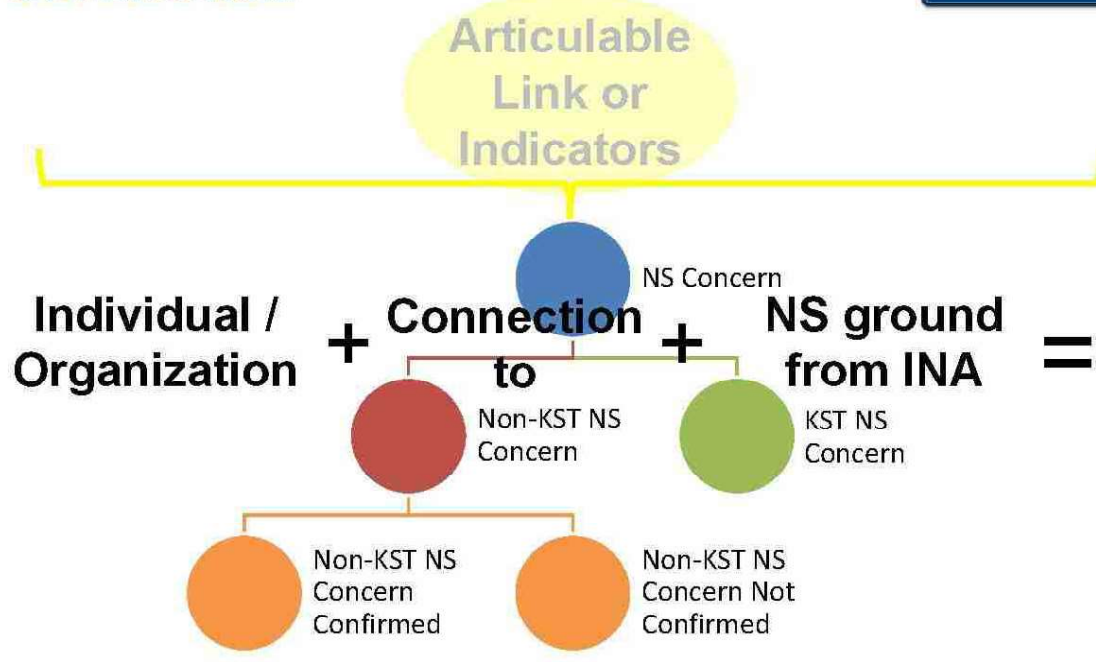 Articulable
Link or
Indicators
NS Concern
Individual /
Organization
+
Connection
to
+
NS ground
from INA
=
Non-KST NS
Concern
KST NS
Concern
Non-KST NS
Concern
Confirmed
Non-KST NS
Concern Not
Confirmed